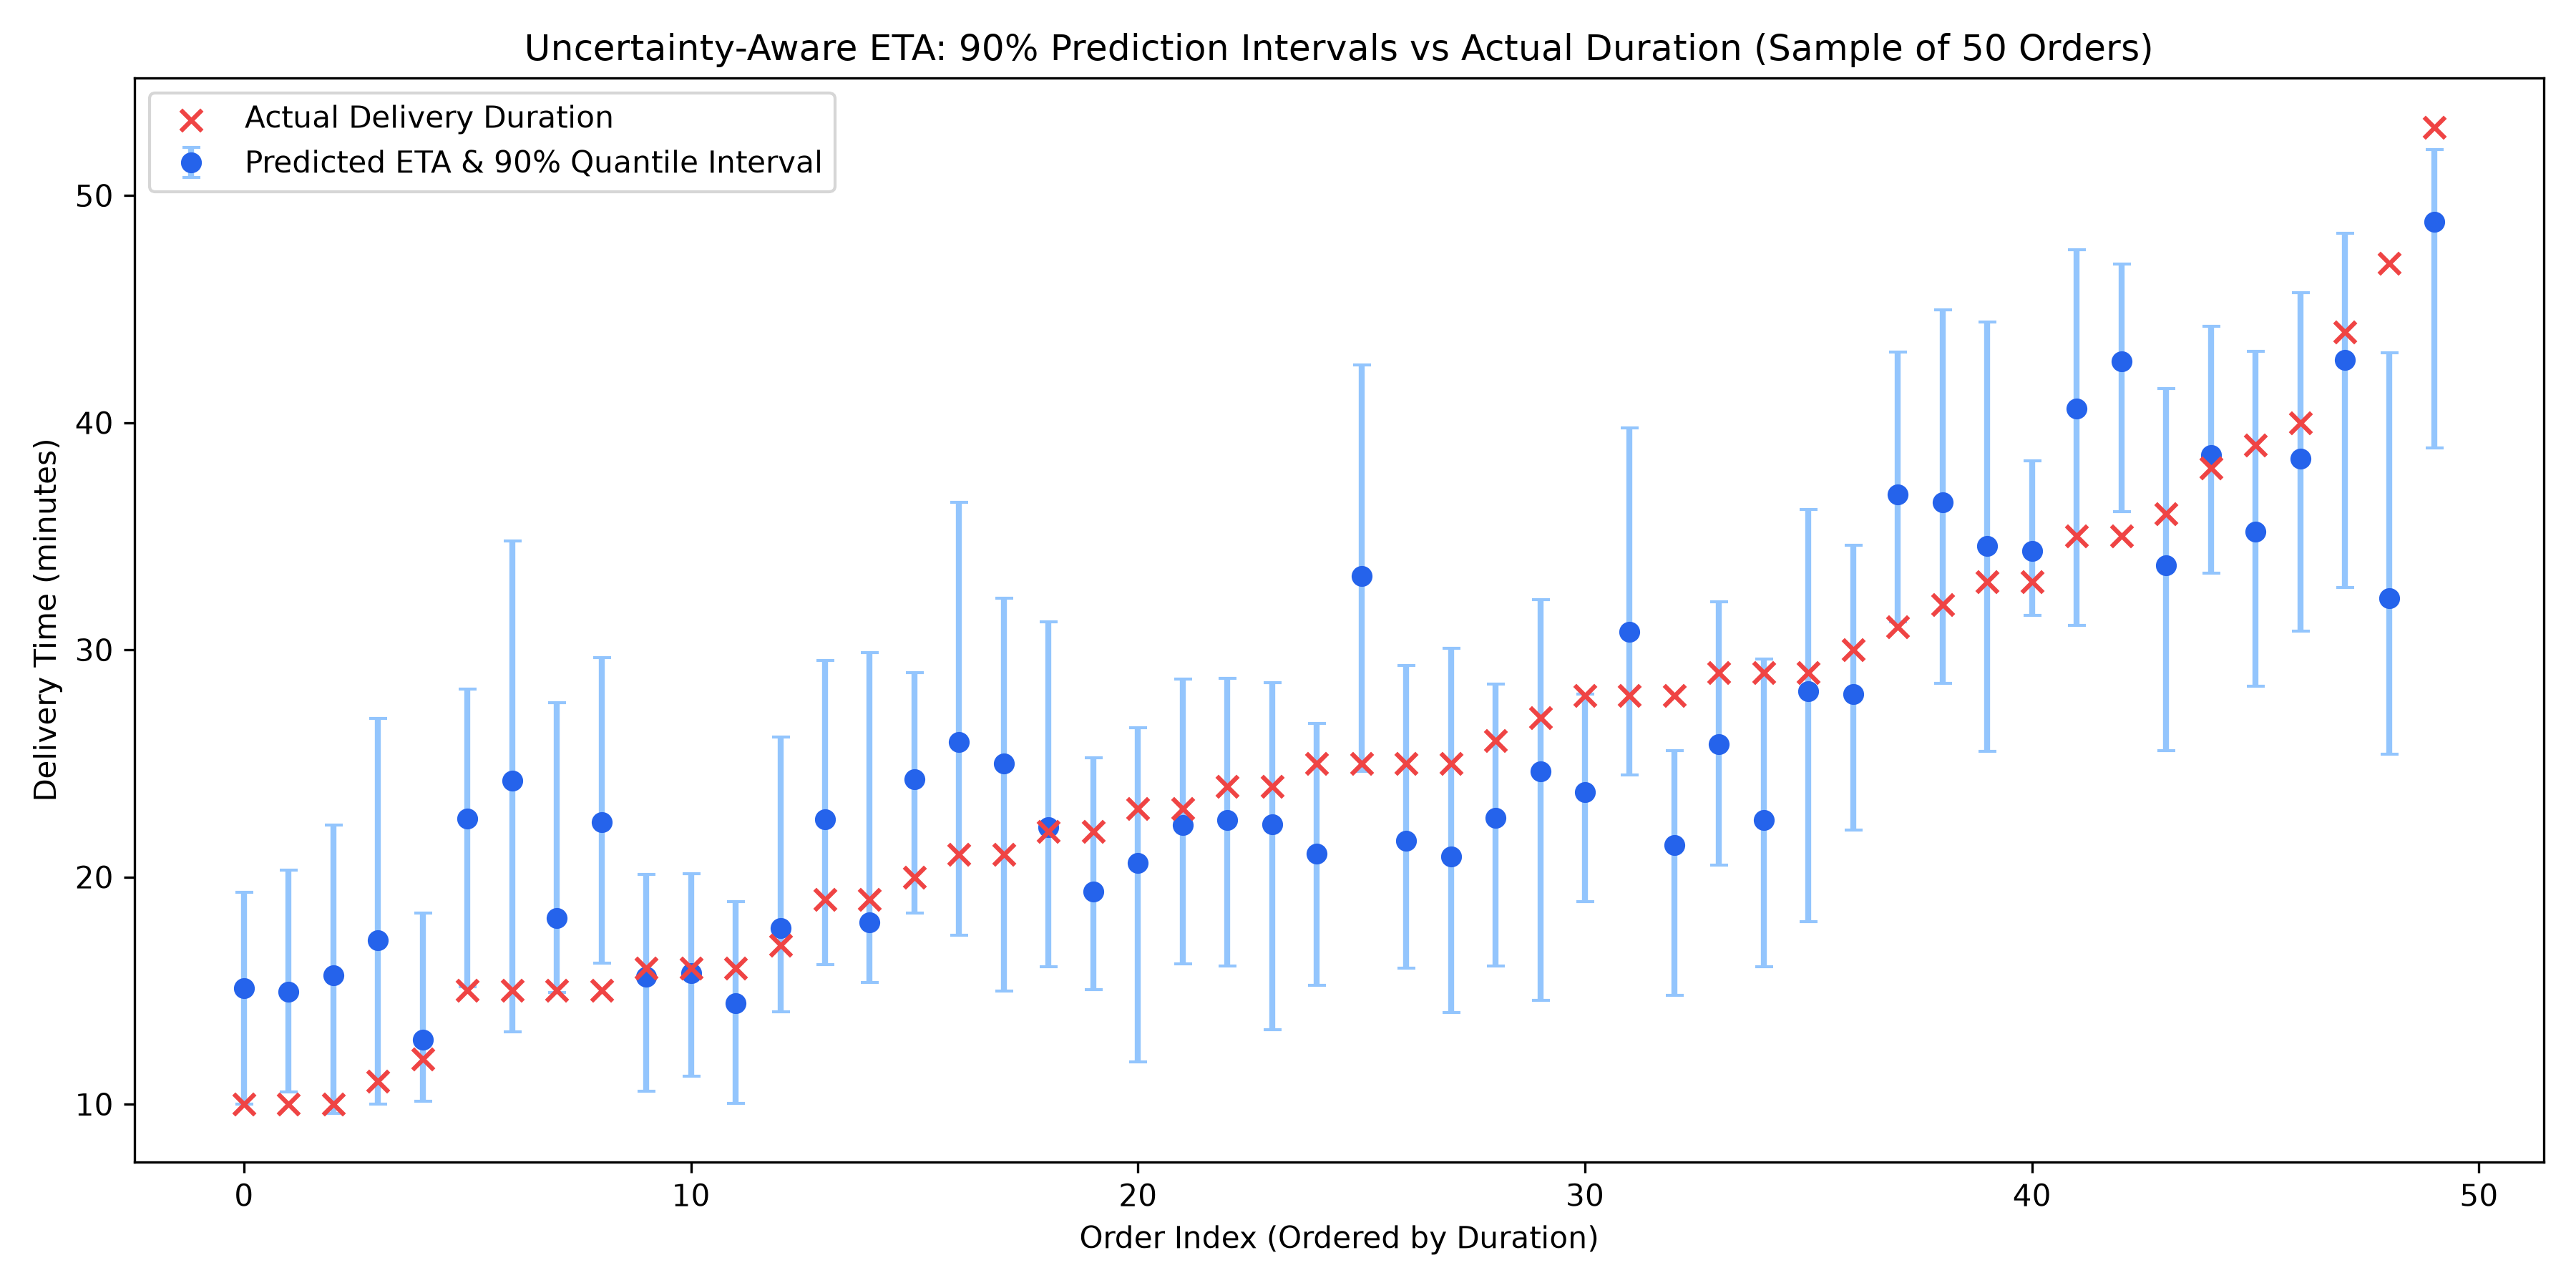 Uncertainty-Aware ETA: 90% Prediction Intervals vs Actual Duration (Sample of 50 Orders)
Actual Delivery Duration
Predicted ETA & 90% Quantile Interval
Delivery Time (minutes)
50
40
30
20
10
0 10 20 30 40 50
Order Index (Ordered by Duration)